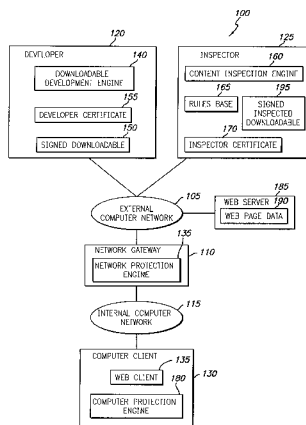 100
120
DEVELOPER
140
DOWNLOADABLE
DEVELOPMENT ENGINE
155
DEVELOPER CERTIFICATE
150
SIGNED DOWNLOADABLE
125
INSPECTOR
160
CONTENT INSPECTION ENGINE
165
RULES BASE
195
SIGNED
INSPECTED
DOWNLOADABLE
170
INSPECTOR CERTIFICATE
105
EXTERNAL
COMPUTER NETWORK
185
WEB SERVER
190
WEB PAGE DATA
NETWORK GATEWAY
135
NETWORK PROTECTION
ENGINE
110
115
INTERNAL COMPUTER
NETWORK
COMPUTER CLIENT
135
WEB CLIENT
180
COMPUTER PROTECTION
ENGINE
130